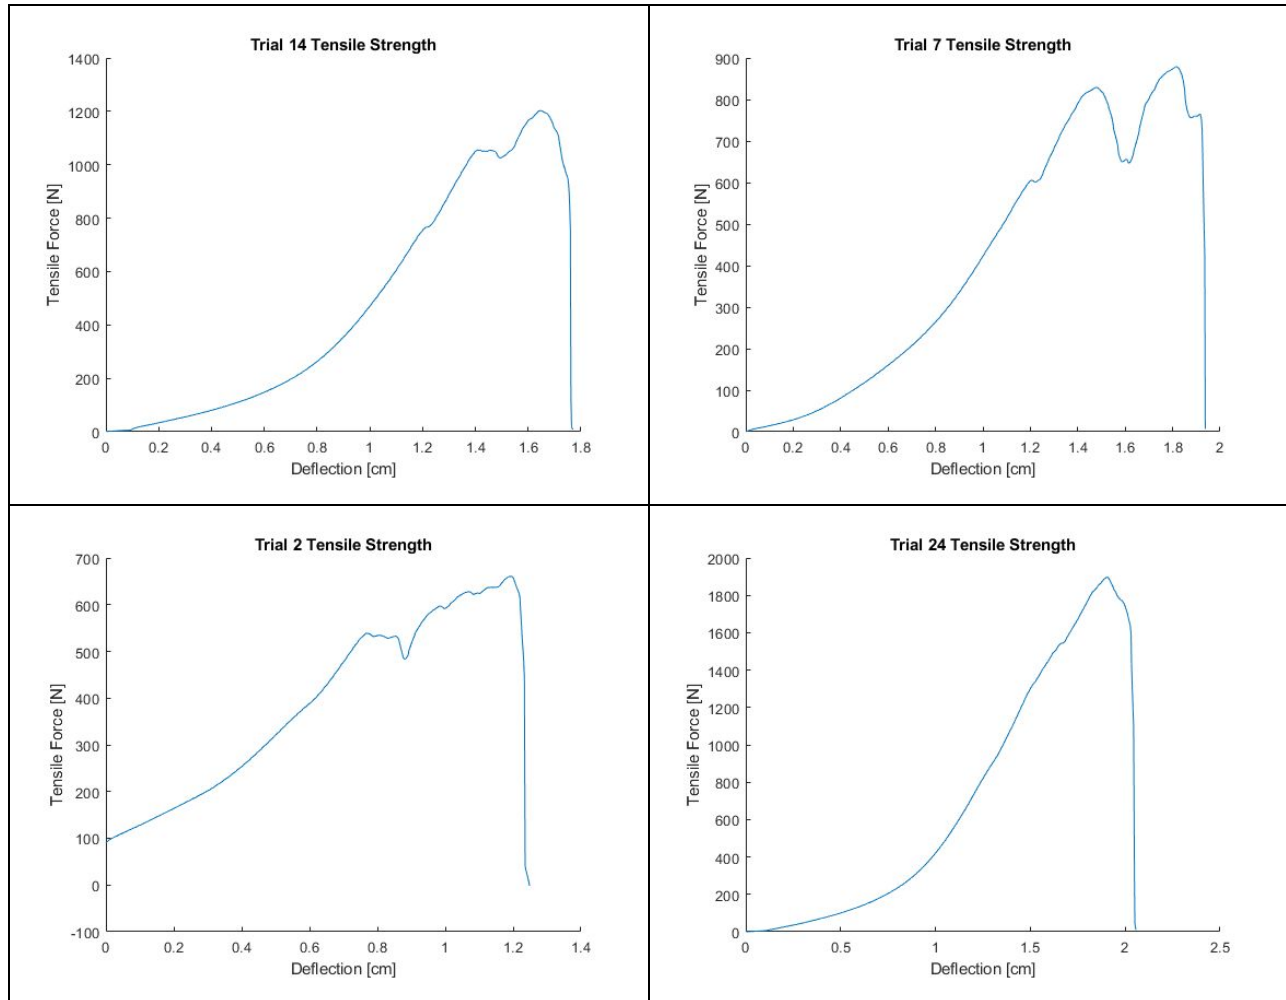 Trial 14 Tensile Strength
1400
1200
1000
800
600
400
200
0
Tensile Force [N]
0 0.2 0.4 0.6 0.8 1 1.2 1.4 1.6 1.8
Deflection [cm]
Trial 7 Tensile Strength
900
800
700
600
500
400
300
200
100
0
Tensile Force [N]
0 0.2 0.4 0.6 0.8 1 1.2 1.4 1.6 1.8 2
Deflection [cm]
Trial 2 Tensile Strength
700
600
500
400
300
200
100
0
-100
Tensile Force [N]
0 0.2 0.4 0.6 0.8 1 1.2 1.4
Deflection [cm]
Trial 24 Tensile Strength
2000
1800
1600
1400
1200
1000
800
600
400
200
0
Tensile Force [N]
0 0.5 1 1.5 2 2.5
Deflection [cm]